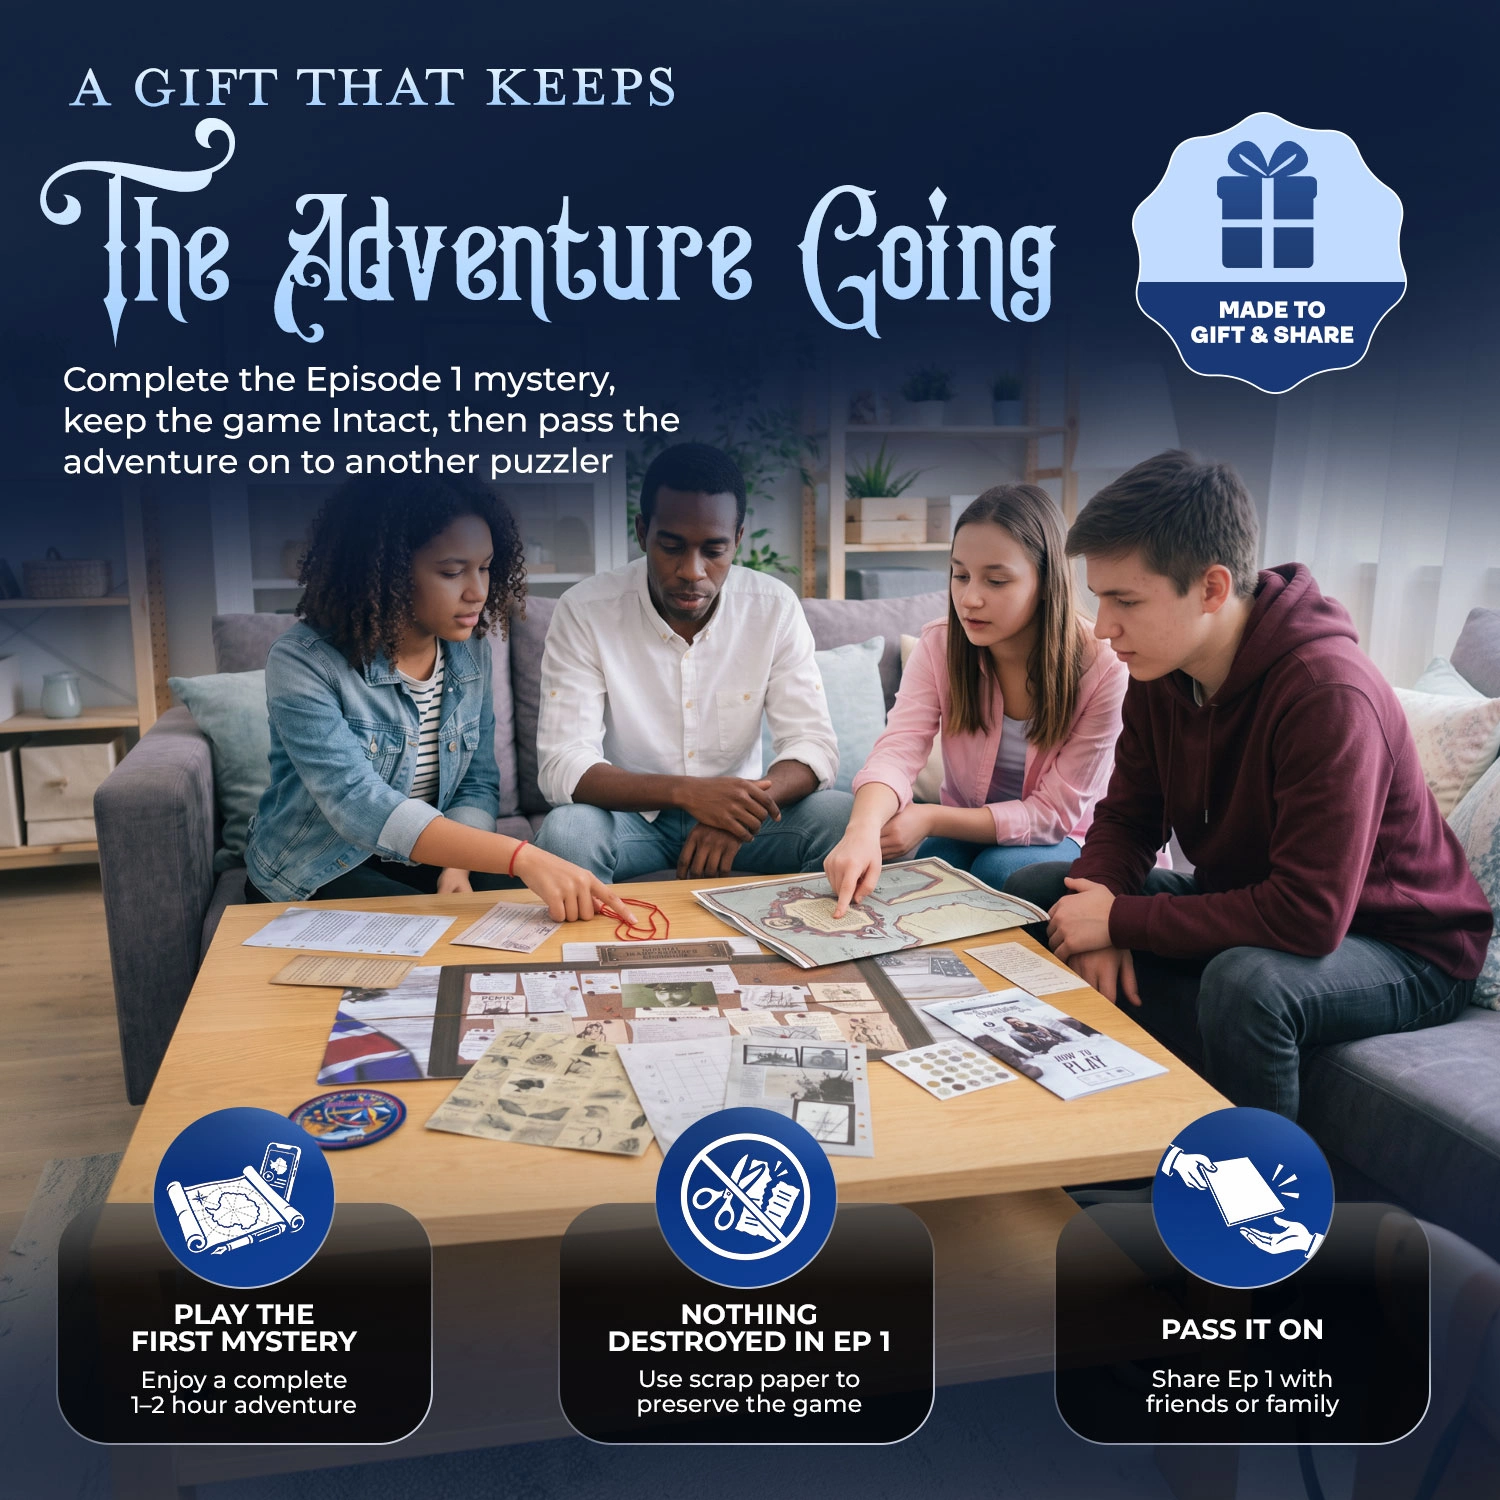 A GIFT THAT KEEPS
The Adventure Going
Complete the Episode 1 mystery,
keep the game Intact, then pass the
adventure on to another puzzler
MADE TO
GIFT & SHARE
HOW TO
PLAY
PLAY THE
FIRST MYSTERY
Enjoy a complete
1–2 hour adventure
NOTHING
DESTROYED IN EP 1
Use scrap paper to
preserve the game
PASS IT ON
Share Ep 1 with
friends or family